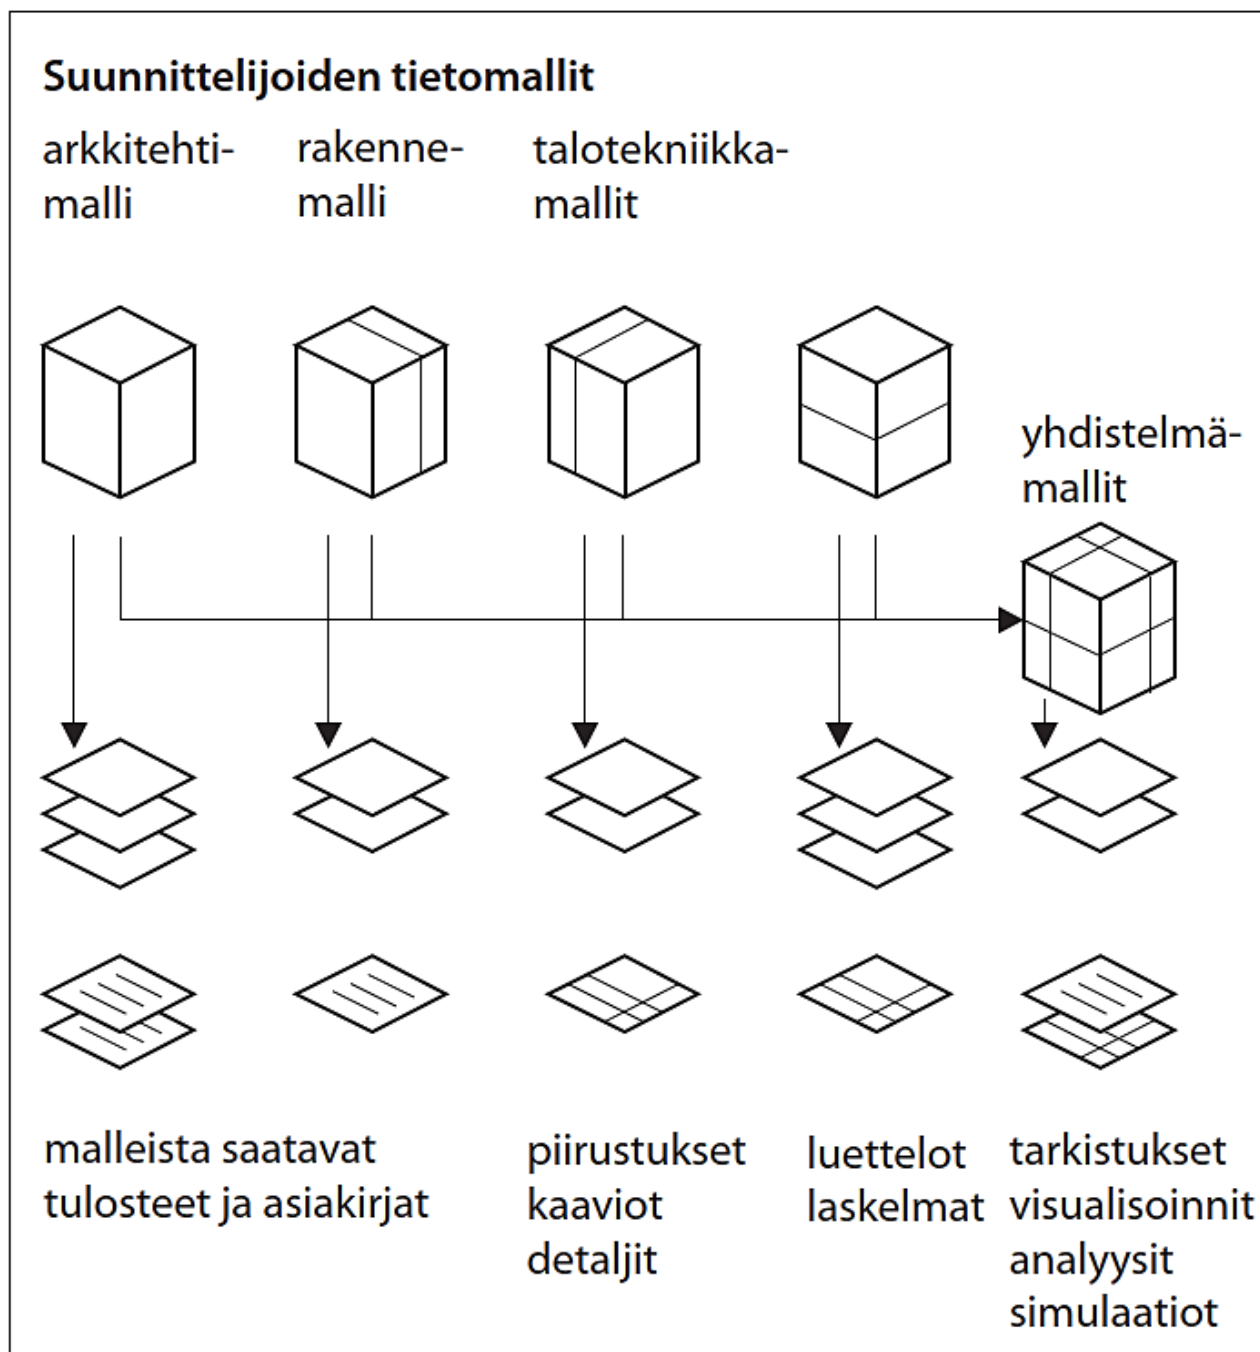 Suunnittelijoiden tietomallit
arkkitehti-
malli
rakenne-
malli
talotekniikka-
mallit
yhdistelmä-
mallit
malleista saatavat
tulosteet ja asiakirjat
piirustukset
kaaviot
detaljit
luettelot
laskelmat
tarkistukset
visualisoinnit
analyysit
simulaatiot